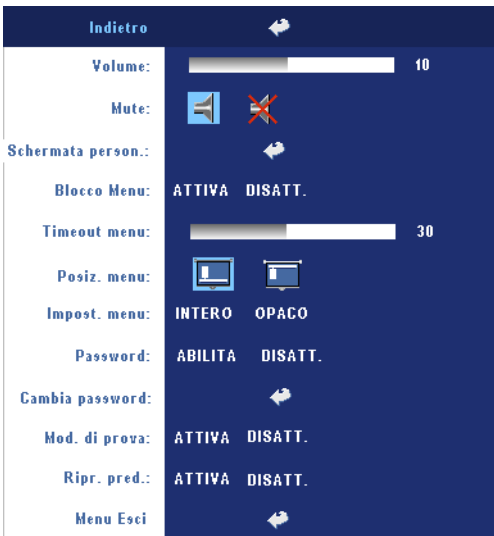 Indietro
Volume: 10
Mute:
Schermata person.:
Blocco Menu: ATTIVA DISATT.
Timeout menu: 30
Posiz. menu:
Impost. menu: INTERO OPACO
Password: ABILITA DISATT.
Cambia password:
Mod. di prova: ATTIVA DISATT.
Ripr. pred.: ATTIVA DISATT.
Menu Esci